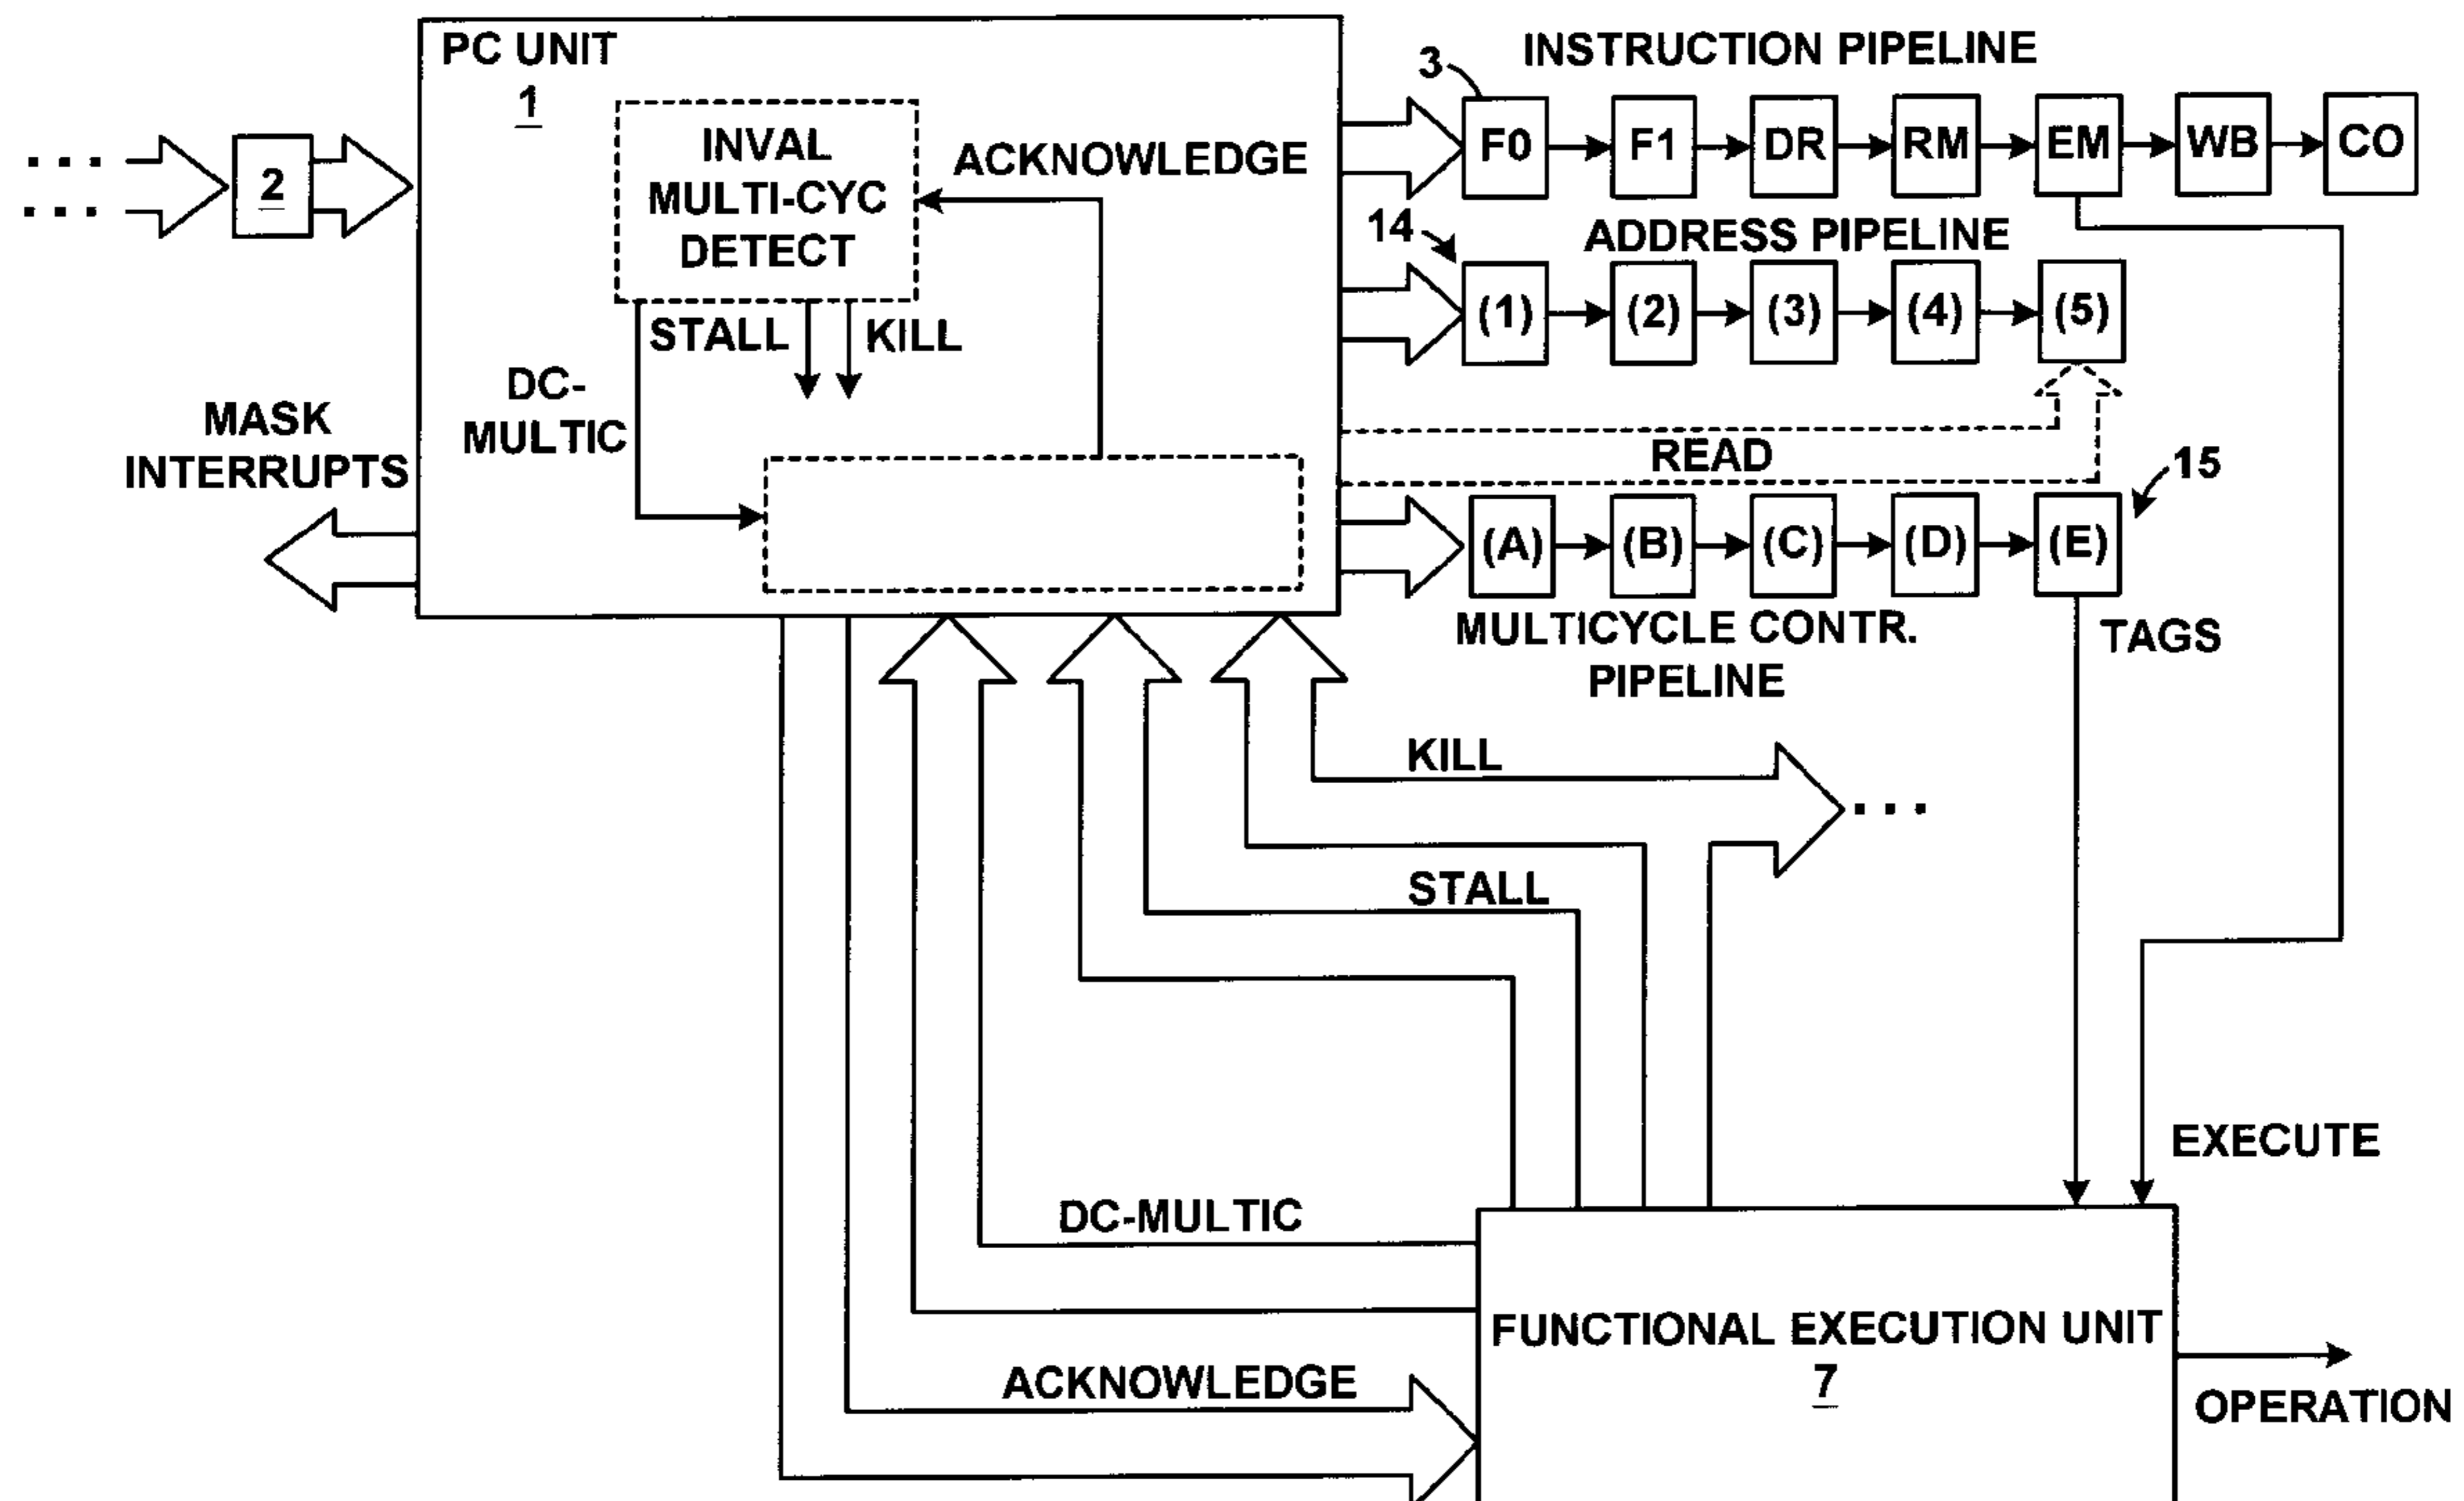 PC UNIT
1
INSTRUCTION PIPELINE
3
F0
F1
DR
RM
EM
WB
CO
2
INVAL
MULTI-CYC
DETECT
ACKNOWLEDGE
14
ADDRESS PIPELINE
(1)
(2)
(3)
(4)
(5)
STALL
KILL
DC-
MULTIC
MASK
INTERRUPTS
READ
15
(A)
(B)
(C)
(D)
(E)
MULTICYCLE CONTR.
PIPELINE
TAGS
KILL
. . .
STALL
EXECUTE
DC-MULTIC
FUNCTIONAL EXECUTION UNIT
7
ACKNOWLEDGE
OPERATION